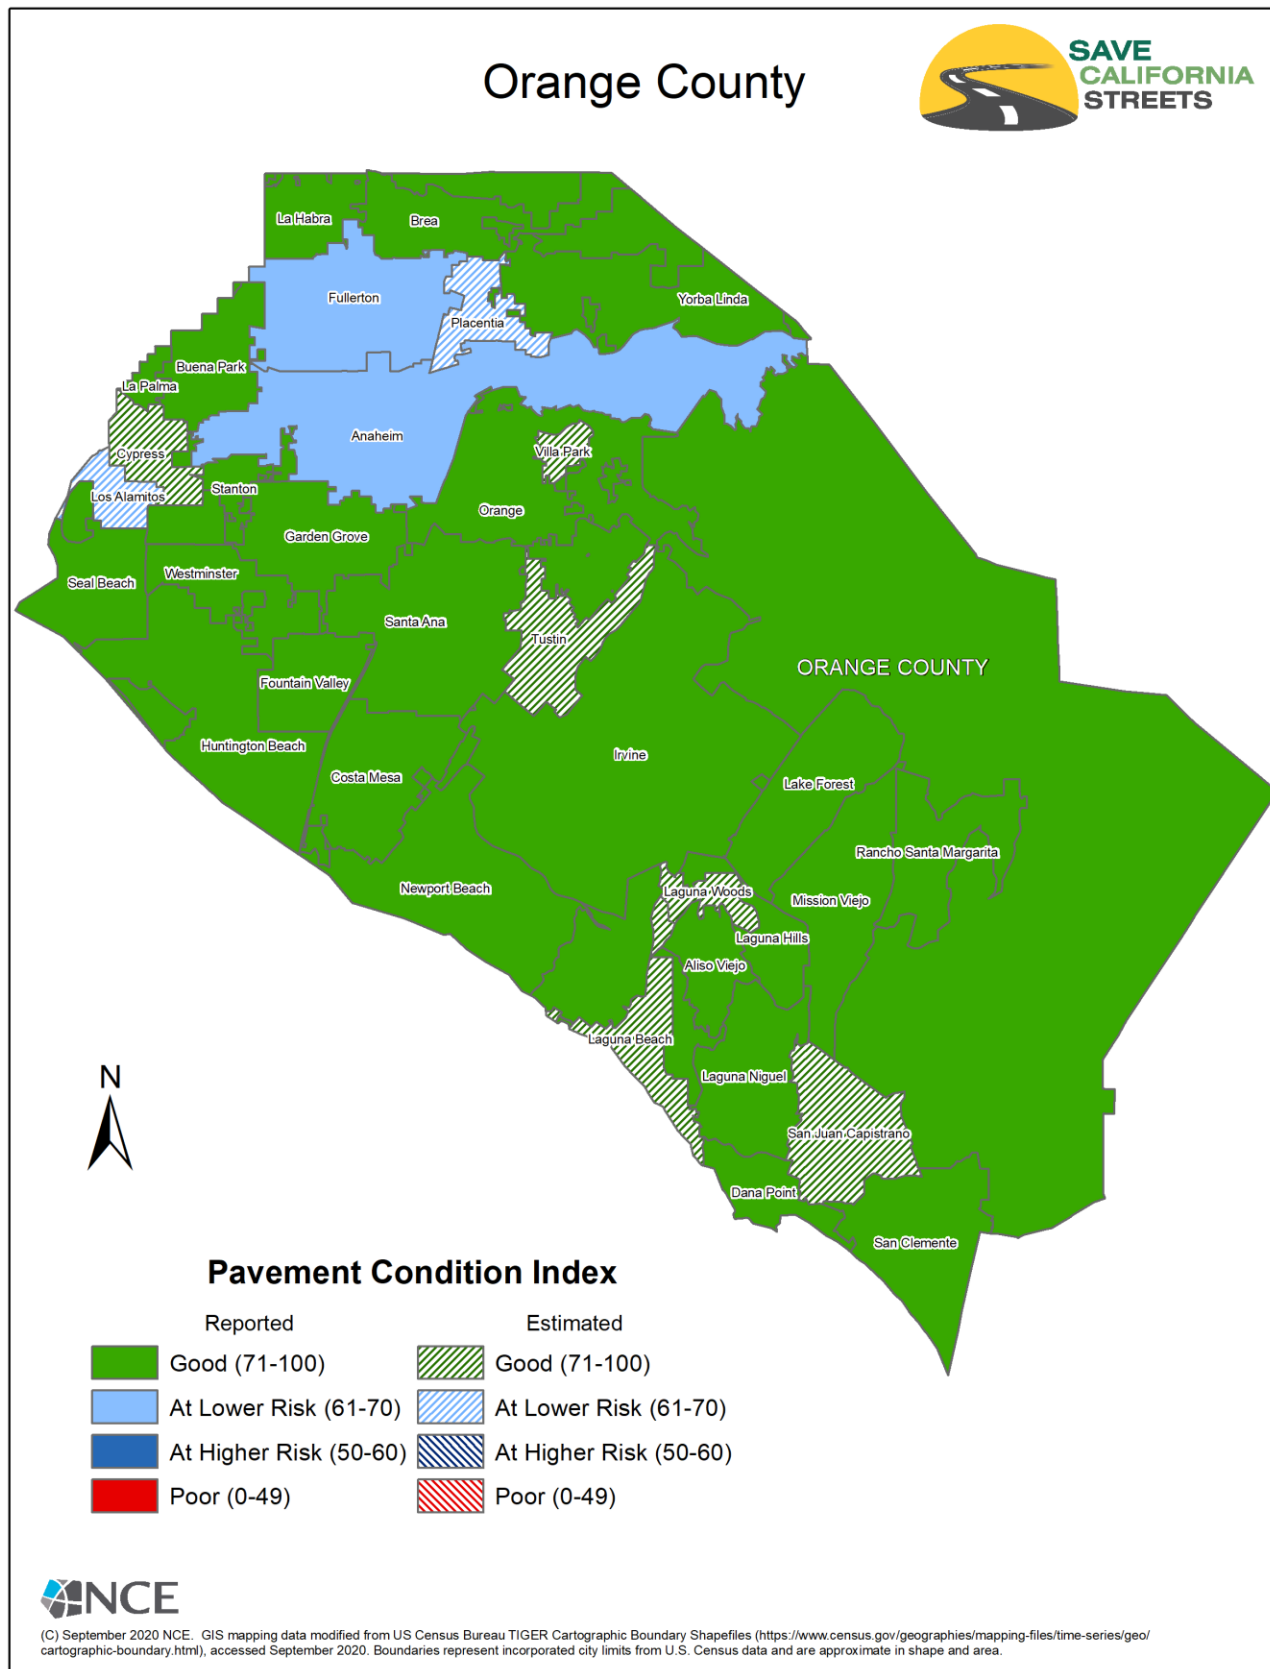 Orange County
SAVE
CALIFORNIA
STREETS
La Habra
Brea
Fullerton
Yorba Linda
Placentia
Buena Park
La Palma
Anaheim
Cypress
Villa Park
Stanton
Los Alamitos
Orange
Garden Grove
Westminster
Seal Beach
Santa Ana
Tustin
ORANGE COUNTY
Fountain Valley
Huntington Beach
Irvine
Costa Mesa
Lake Forest
Rancho Santa Margarita
Newport Beach
Laguna Woods
Mission Viejo
Laguna Hills
Aliso Viejo
Laguna Beach
N
Laguna Niguel
San Juan Capistrano
Dana Point
San Clemente
Pavement Condition Index
Reported Estimated
Good (71-100) Good (71-100)
At Lower Risk (61-70) At Lower Risk (61-70)
At Higher Risk (50-60) At Higher Risk (50-60)
Poor (0-49) Poor (0-49)
NCE
(C) September 2020 NCE. GIS mapping data modified from US Census Bureau TIGER Cartographic Boundary Shapefiles (https://www.census.gov/geographies/mapping-files/time-series/geo/
cartographic-boundary.html), accessed September 2020. Boundaries represent incorporated city limits from U.S. Census data and are approximate in shape and area.